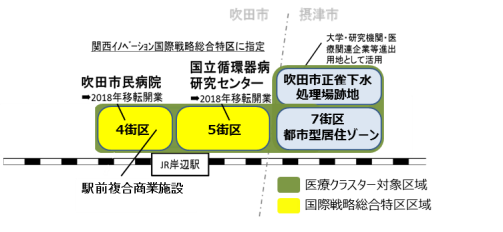 吹田市
摂津市
関西イノベーション国際戦略総合特区に指定
大学・研究機関・医
療関連企業等進出
用地として活用
国立循環器病
研究センター
➡2018年移転開業
吹田市民病院
➡2018年移転開業
吹田市正雀下水
処理場跡地
4街区
5街区
7街区
都市型居住ゾーン
JR岸辺駅
駅前複合商業施設
医療クラスター対象区域
国際戦略総合特区区域